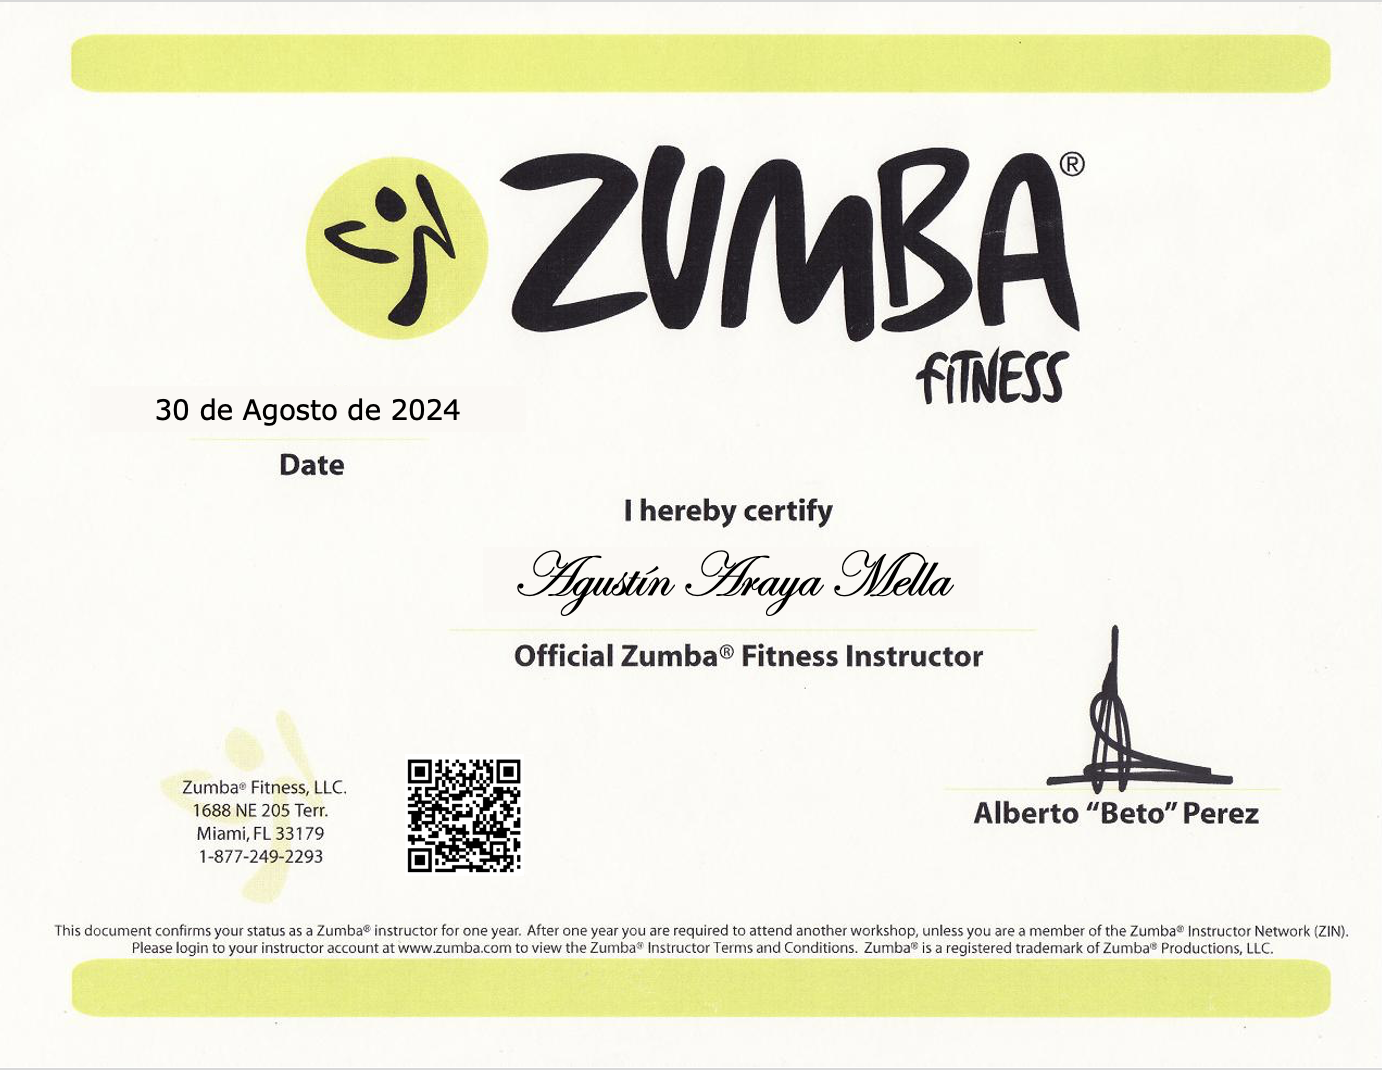 ZUMBA®
FITNESS
30 de Agosto de 2024
Date
I hereby certify
Agustín Araya Mella
Official Zumba® Fitness Instructor
Zumba® Fitness, LLC.
1688 NE 205 Terr.
Miami, FL 33179
1-877-249-2293
Alberto “Beto” Perez
This document confirms your status as a Zumba® instructor for one year. After one year you are required to attend another workshop, unless you are a member of the Zumba® Instructor Network (ZIN).
Please login to your instructor account at www.zumba.com to view the Zumba® Instructor Terms and Conditions. Zumba® is a registered trademark of Zumba® Productions, LLC.